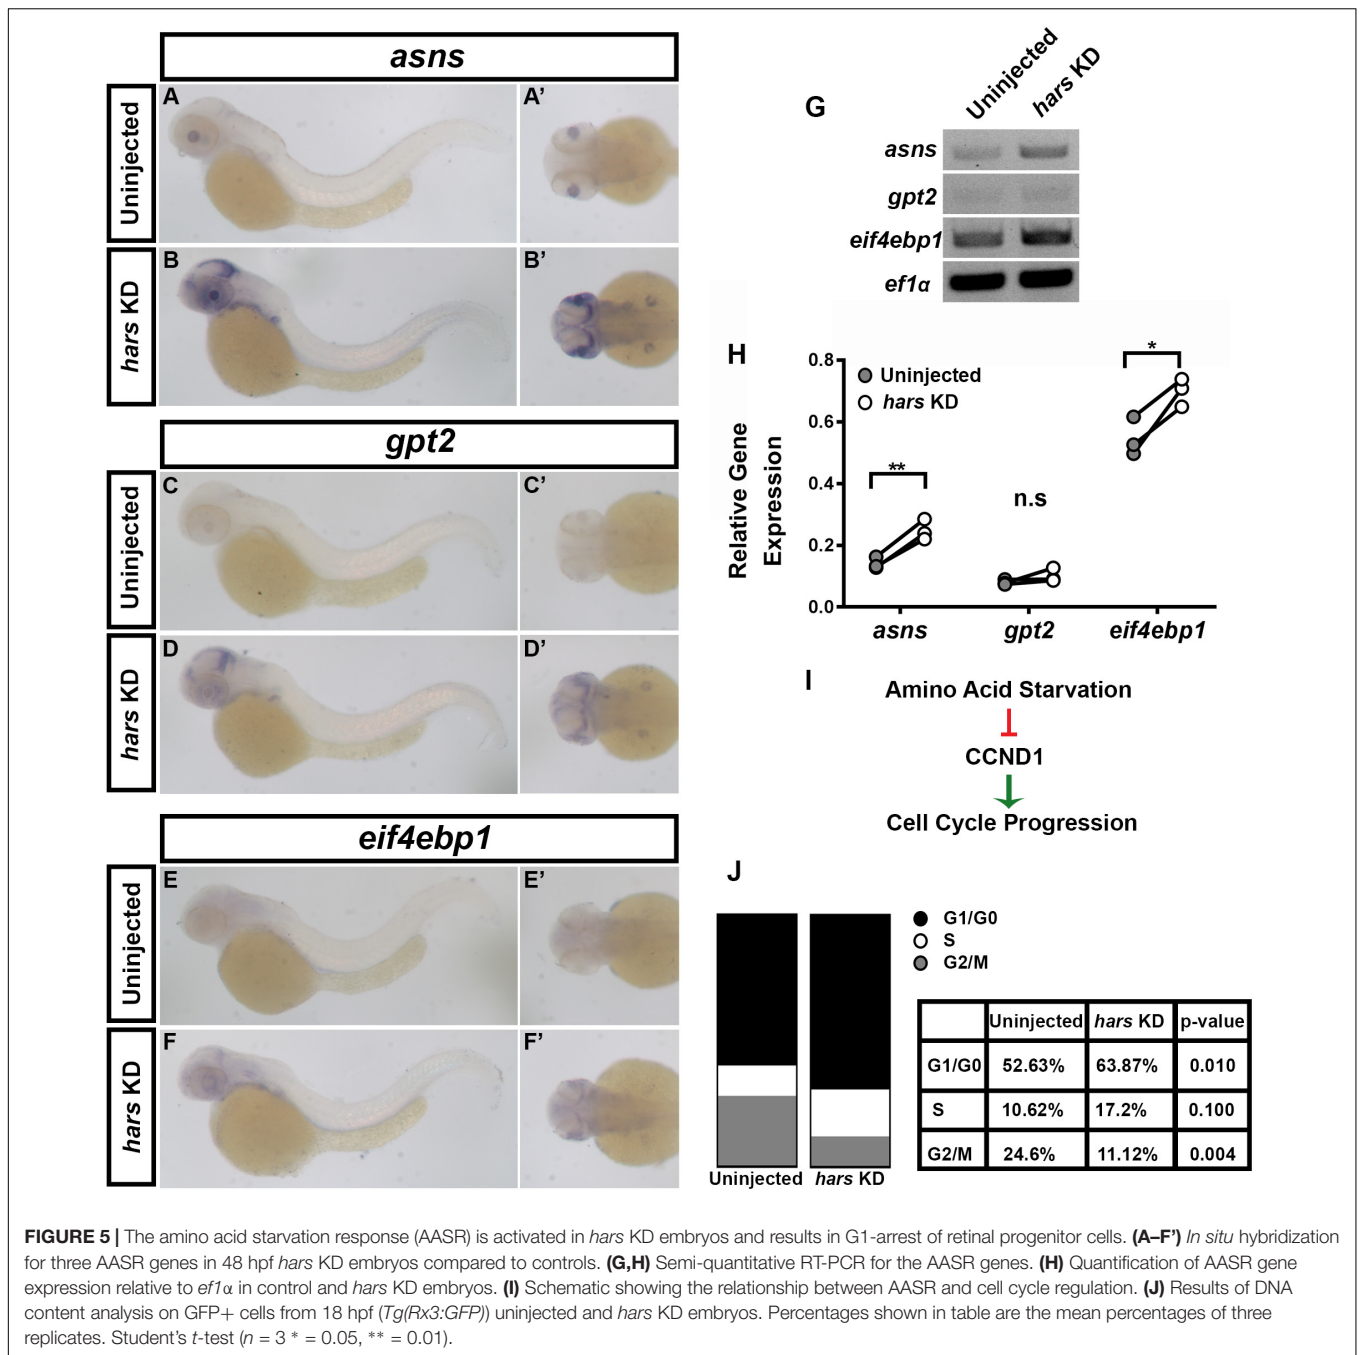 asns
Uninjected
A
A'
hars KD
B
B'
gpt2
Uninjected
C
C'
hars KD
D
D'
eif4ebp1
Uninjected
E
E'
hars KD
F
F'
G
Uninjected
hars KD
asns
gpt2
eif4ebp1
ef1α
H
Relative Gene
Expression
0.8
0.6
0.4
0.2
0.0
Uninjected
hars KD
**
n.s
*
asns
gpt2
eif4ebp1
I
Amino Acid Starvation
CCND1
Cell Cycle Progression
J
G1/G0
S
G2/M
Uninjected
hars KD
Uninjected hars KD p-value
G1/G0 52.63% 63.87% 0.010
S 10.62% 17.2% 0.100
G2/M 24.6% 11.12% 0.004
FIGURE 5 | The amino acid starvation response (AASR) is activated in hars KD embryos and results in G1-arrest of retinal progenitor cells. (A–F') In situ hybridization
for three AASR genes in 48 hpf hars KD embryos compared to controls. (G,H) Semi-quantitative RT-PCR for the AASR genes. (H) Quantification of AASR gene
expression relative to ef1α in control and hars KD embryos. (I) Schematic showing the relationship between AASR and cell cycle regulation. (J) Results of DNA
content analysis on GFP+ cells from 18 hpf (Tg(Rx3:GFP)) uninjected and hars KD embryos. Percentages shown in table are the mean percentages of three
replicates. Student's t-test (n = 3 * = 0.05, ** = 0.01).